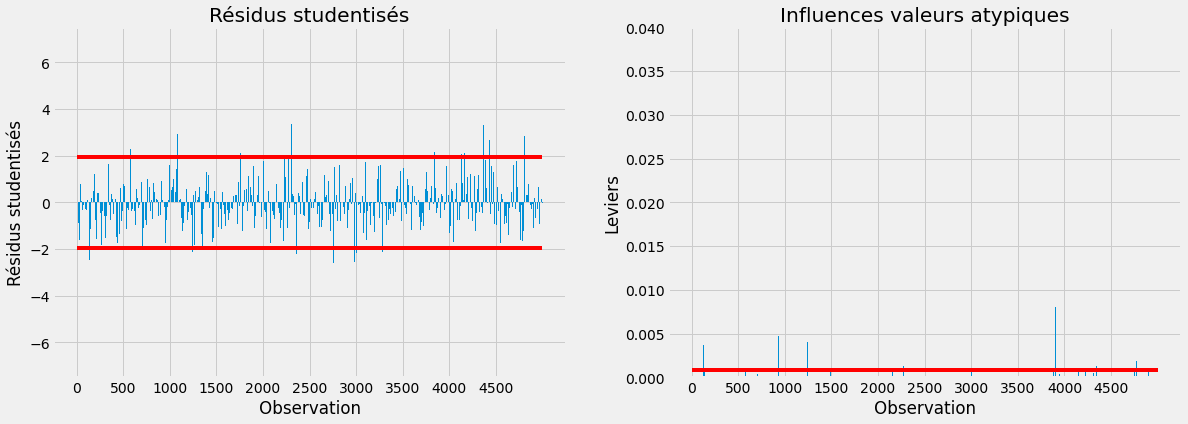 Résidus studentisés
Résidus studentisés
6
4
2
0
−2
−4
−6
0 500 1000 1500 2000 2500 3000 3500 4000 4500
Observation
Influences valeurs atypiques
Leviers
0.040
0.035
0.030
0.025
0.020
0.015
0.010
0.005
0.000
0 500 1000 1500 2000 2500 3000 3500 4000 4500
Observation